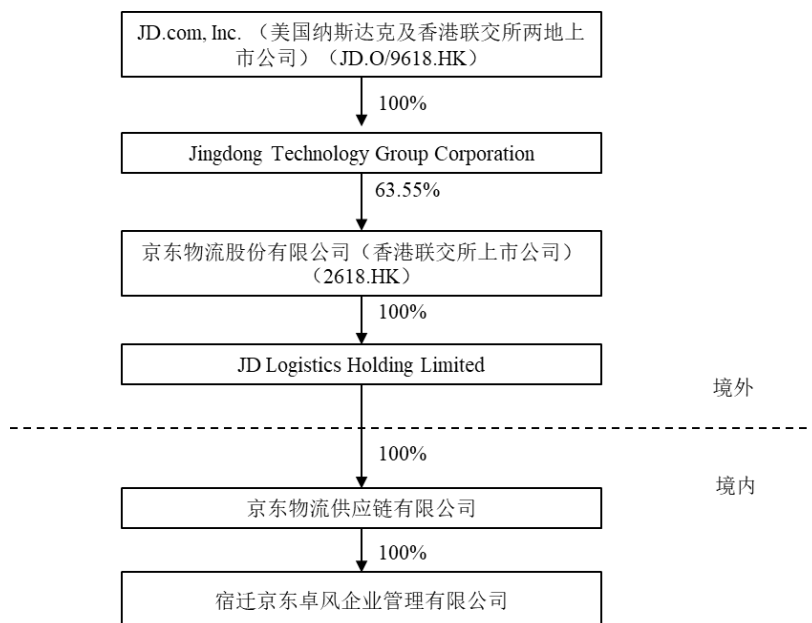 JD.com, Inc. （美国纳斯达克及香港联交所两地上
市公司）（JD.O/9618.HK）
100%
Jingdong Technology Group Corporation
63.55%
京东物流股份有限公司（香港联交所上市公司）
（2618.HK）
100%
JD Logistics Holding Limited
境外
100%
境内
京东物流供应链有限公司
100%
宿迁京东卓风企业管理有限公司